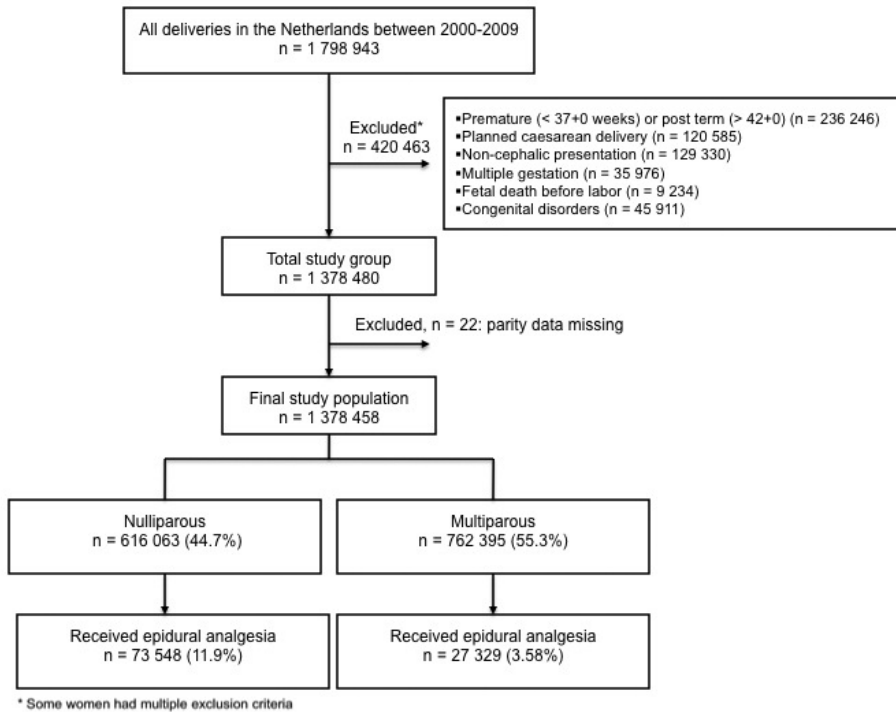 All deliveries in the Netherlands between 2000-2009
n = 1 798 943
Excluded*
n = 420 463
▪Premature (< 37+0 weeks) or post term (> 42+0) (n = 236 246)
▪Planned caesarean delivery (n = 120 585)
▪Non-cephalic presentation (n = 129 330)
▪Multiple gestation (n = 35 976)
▪Fetal death before labor (n = 9 234)
▪Congenital disorders (n = 45 911)
Total study group
n = 1 378 480
Excluded, n = 22: parity data missing
Final study population
n = 1 378 458
Nulliparous
n = 616 063 (44.7%)
Multiparous
n = 762 395 (55.3%)
Received epidural analgesia
n = 73 548 (11.9%)
Received epidural analgesia
n = 27 329 (3.58%)
* Some women had multiple exclusion criteria